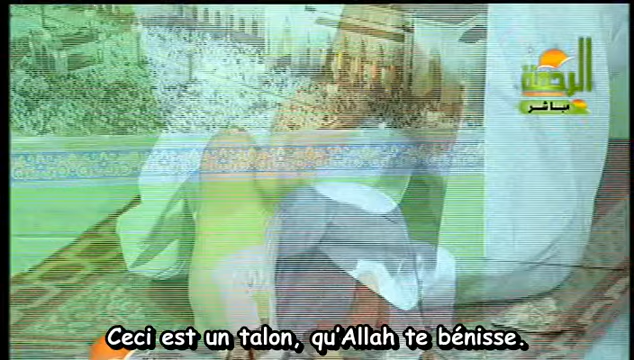 الرحمة
مباشر
Ceci est un talon, qu'Allah te bénisse.